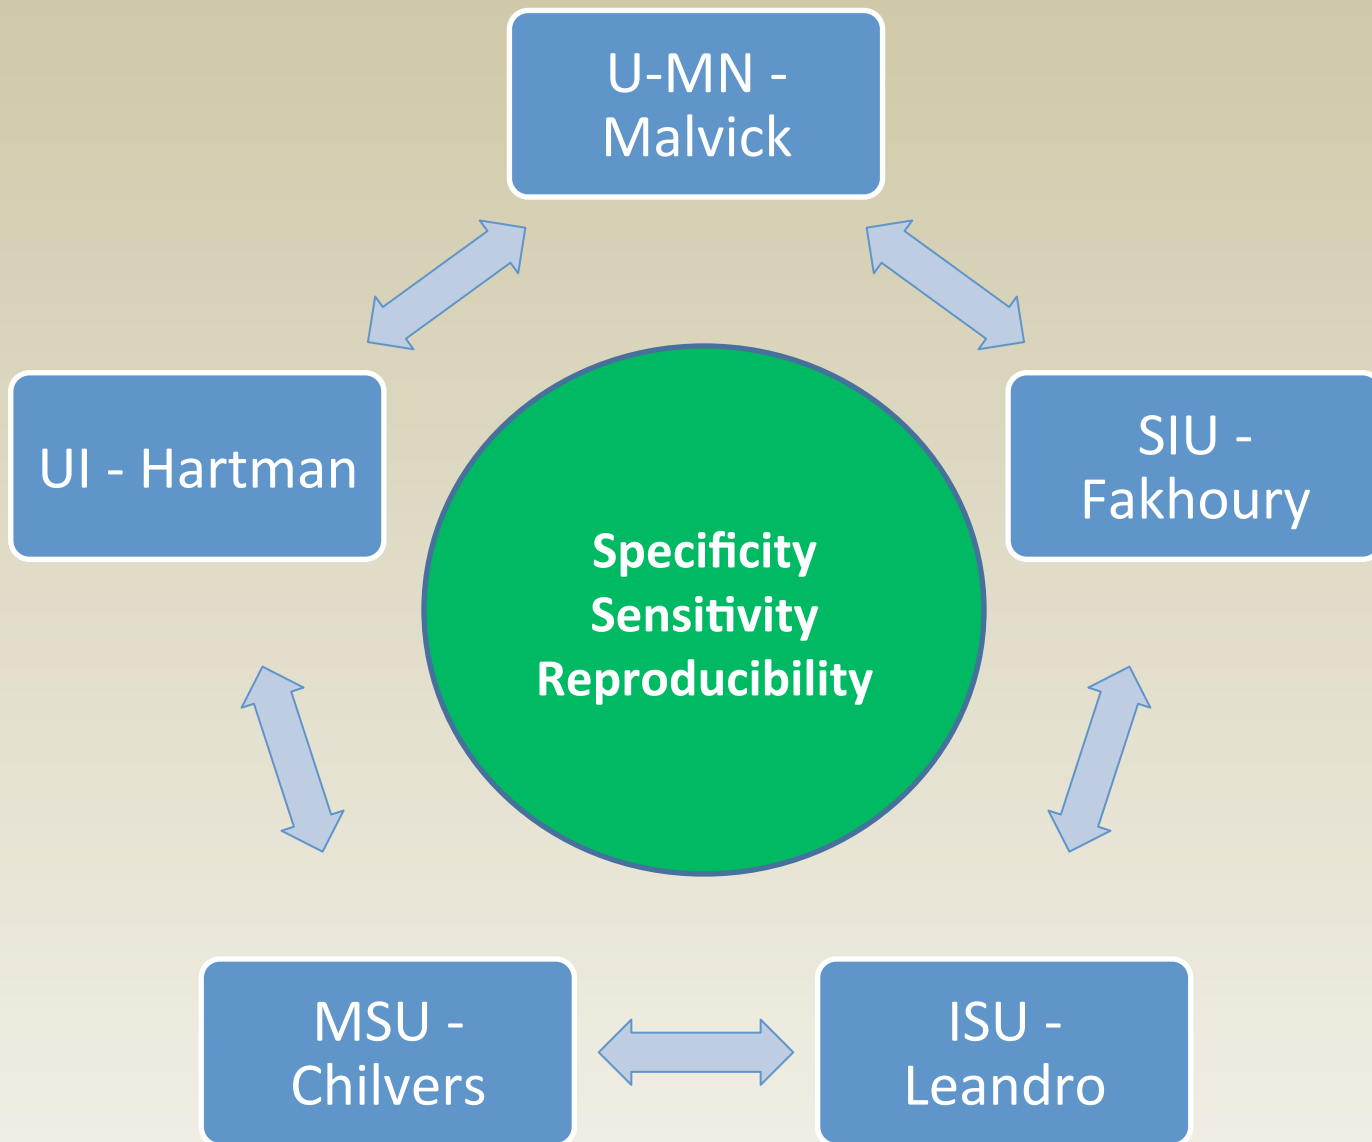 U-MN -
Malvick
UI - Hartman
SIU -
Fakhoury
Specificity
Sensitivity
Reproducibility
MSU -
Chilvers
ISU -
Leandro